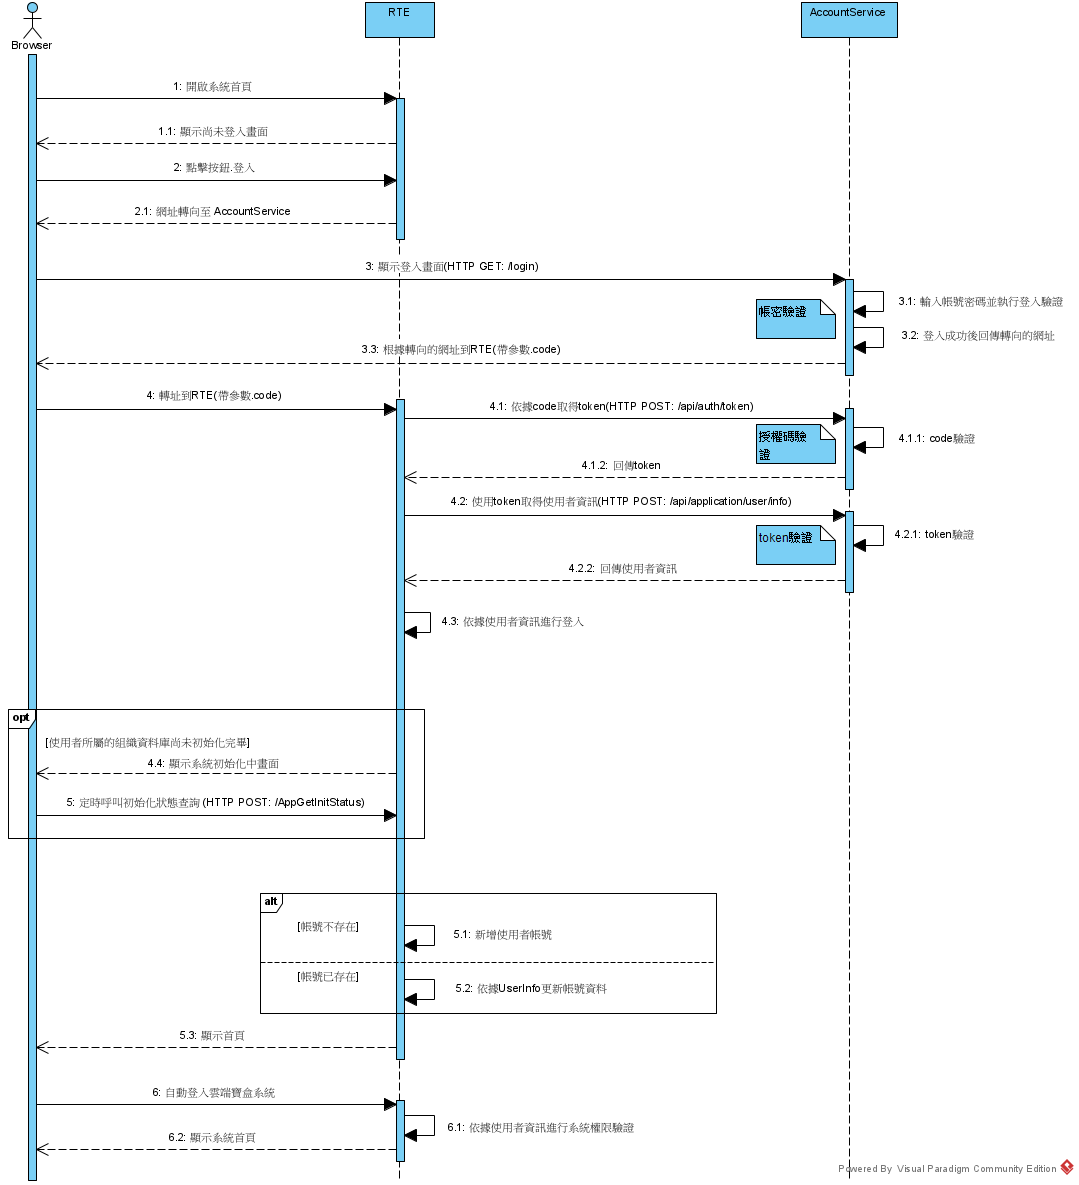 RTE
AccountService
Browser
1: 開啟系統首頁
1.1: 顯示尚未登入畫面
2: 點擊按鈕.登入
2.1: 網址轉向至 AccountService
3: 顯示登入畫面(HTTP GET: /login)
帳密驗證
3.1: 輸入帳號密碼並執行登入驗證
3.2: 登入成功後回傳轉向的網址
3.3: 根據轉向的網址到RTE(帶參數.code)
4: 轉址到RTE(帶參數.code)
4.1: 依據code取得token(HTTP POST: /api/auth/token)
授權碼驗
證
4.1.1: code驗證
4.1.2: 回傳token
4.2: 使用token取得使用者資訊(HTTP POST: /api/application/user/info)
token驗證
4.2.1: token驗證
4.2.2: 回傳使用者資訊
4.3: 依據使用者資訊進行登入
opt
[使用者所屬的組織資料庫尚未初始化完畢]
4.4: 顯示系統初始化中畫面
5: 定時呼叫初始化狀態查詢 (HTTP POST: /AppGetInitStatus)
alt
[帳號不存在]
5.1: 新增使用者帳號
[帳號已存在]
5.2: 依據UserInfo更新帳號資料
5.3: 顯示首頁
6: 自動登入雲端寶盒系統
6.1: 依據使用者資訊進行系統權限驗證
6.2: 顯示系統首頁
Powered By Visual Paradigm Community Edition